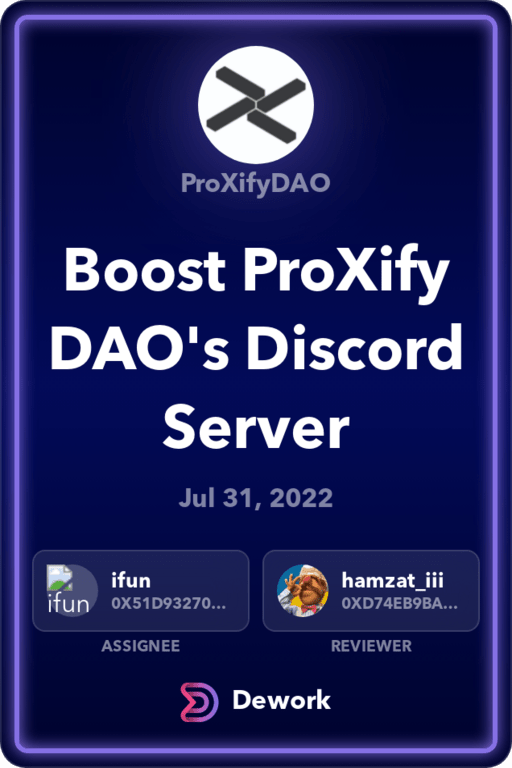 ProXifyDAO
Boost ProXify
DAO's Discord
Server
Jul 31, 2022
ifun
ifun
0X51D93270...
hamzat_iii
0XD74EB9BA...
ASSIGNEE
REVIEWER
Dework